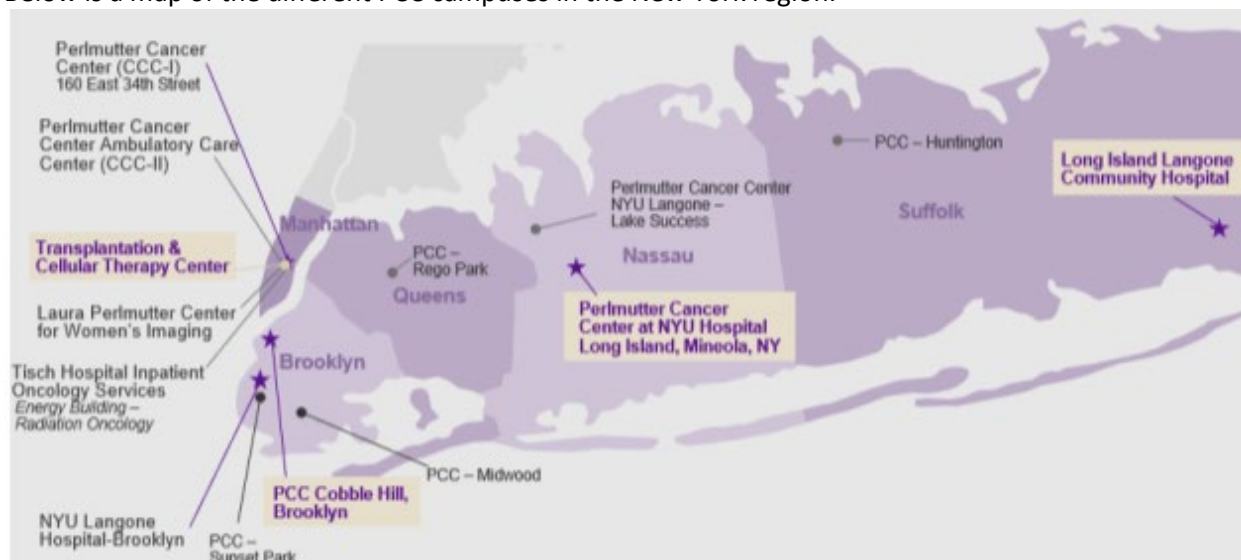 Below is a map of the different PCC campuses in the New York region.
Perlmutter Cancer
Center (CCC-I)
160 East 34th Street
Perlmutter Cancer
Center Ambulatory Care
Center (CCC-II)
Transplantation &
Cellular Therapy Center
Laura Perlmutter Center
for Women's Imaging
Tisch Hospital Inpatient
Oncology Services
Energy Building –
Radiation Oncology
NYU Langone
Hospital-Brooklyn
PCC –
Sunset Park
PCC Cobble Hill,
Brooklyn
PCC – Midwood
Manhattan
Brooklyn
PCC –
Rego Park
Queens
Perlmutter Cancer Center
NYU Langone –
Lake Success
Nassau
Perlmutter Cancer
Center at NYU Hospital
Long Island, Mineola, NY
PCC – Huntington
Suffolk
Long Island Langone
Community Hospital